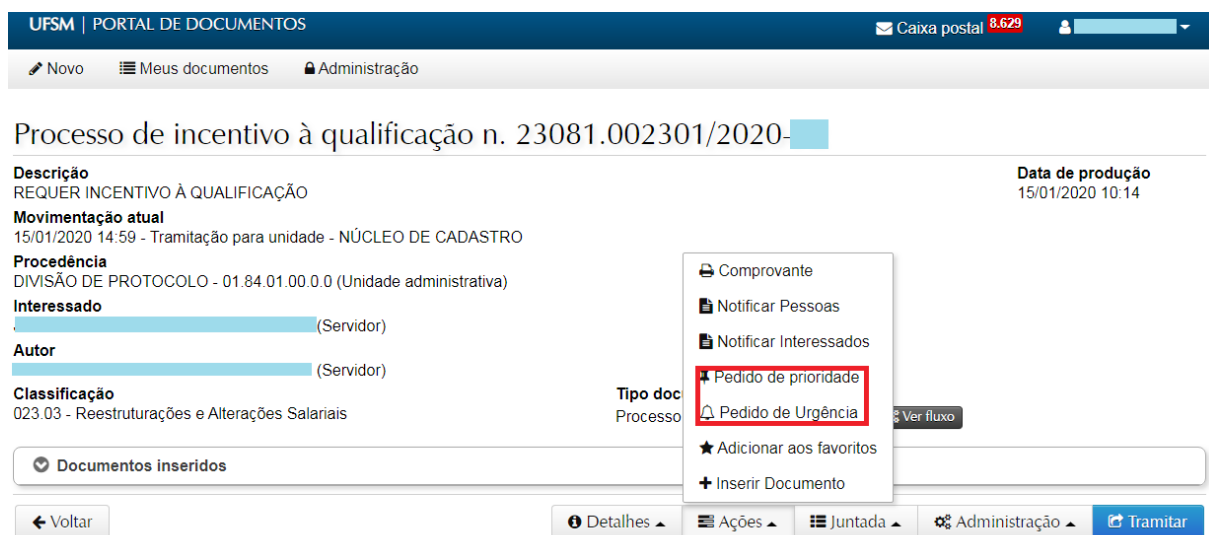 UFSM | PORTAL DE DOCUMENTOS
Caixa postal 8.629
Novo Meus documentos Administração
Processo de incentivo à qualificação n. 23081.002301/2020-
Descrição
REQUER INCENTIVO À QUALIFICAÇÃO
Data de produção
15/01/2020 10:14
Movimentação atual
15/01/2020 14:59 - Tramitação para unidade - NÚCLEO DE CADASTRO
Procedência
DIVISÃO DE PROTOCOLO - 01.84.01.00.0.0 (Unidade administrativa)
Interessado
(Servidor)
Autor
(Servidor)
Classificação
023.03 - Reestruturações e Alterações Salariais
Tipo doc
Processo
Ver fluxo
Comprovante
Notificar Pessoas
Notificar Interessados
Pedido de prioridade
Pedido de Urgência
Adicionar aos favoritos
Inserir Documento
Documentos inseridos
Voltar Detalhes Ações Juntada Administração Tramitar